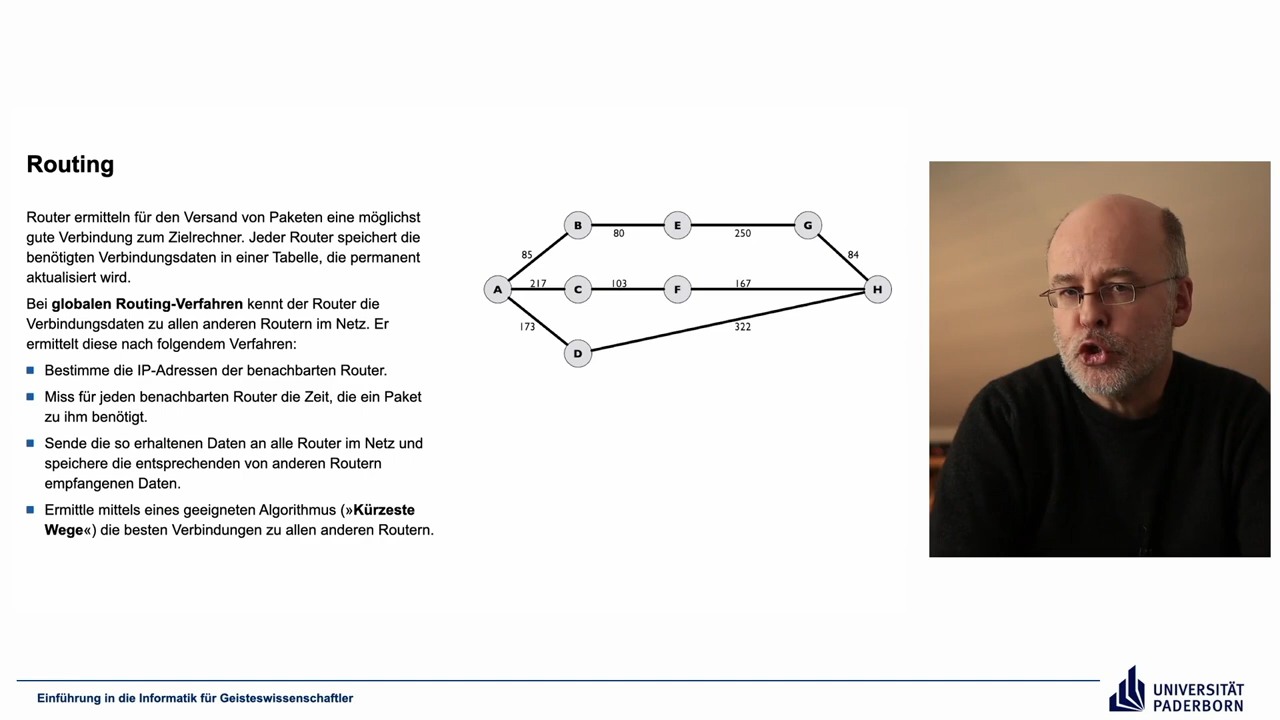 Routing
Router ermitteln für den Versand von Paketen eine möglichst
gute Verbindung zum Zielrechner. Jeder Router speichert die
benötigten Verbindungsdaten in einer Tabelle, die permanent
aktualisiert wird.
Bei globalen Routing-Verfahren kennt der Router die
Verbindungsdaten zu allen anderen Routern im Netz. Er
ermittelt diese nach folgendem Verfahren:
Bestimme die IP-Adressen der benachbarten Router.
Miss für jeden benachbarten Router die Zeit, die ein Paket
zu ihm benötigt.
Sende die so erhaltenen Daten an alle Router im Netz und
speichere die entsprechenden von anderen Routern
empfangenen Daten.
Ermittle mittels eines geeigneten Algorithmus (»Kürzeste
Wege«) die besten Verbindungen zu allen anderen Routern.
B E G
80 250
85 84
A 217 C 103 F 167 H
173 322
D
Einführung in die Informatik für Geisteswissenschaftler
UNIVERSITÄT
PADERBORN